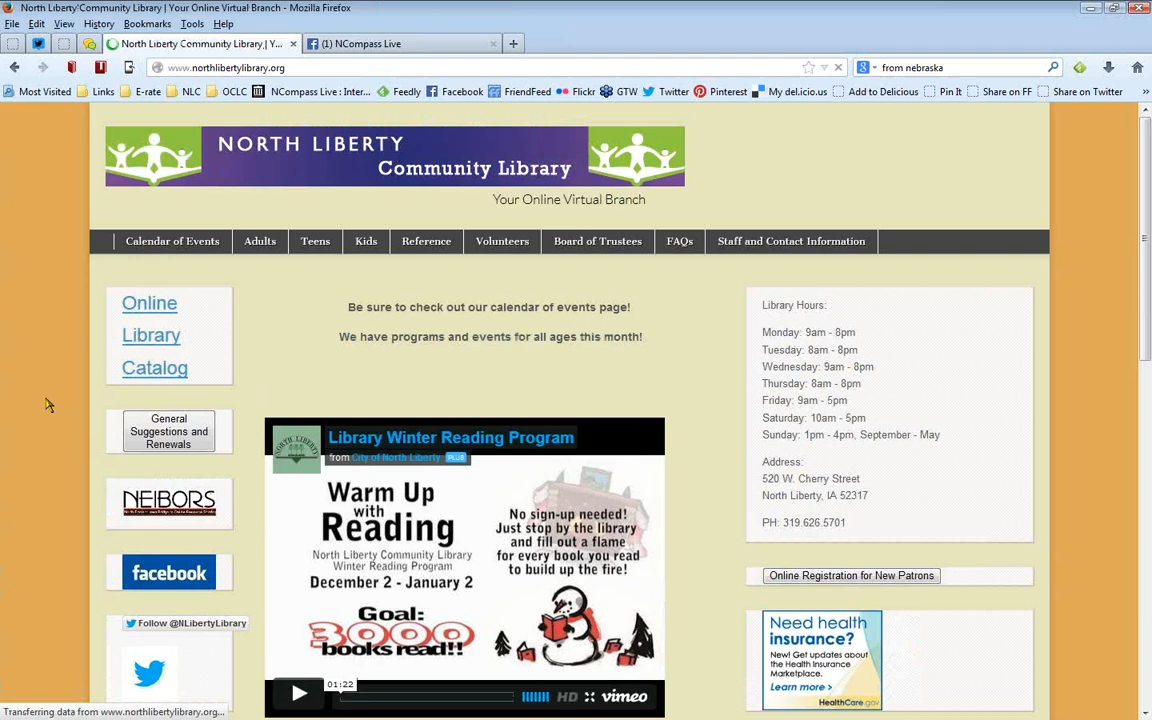 North Liberty Community Library | Your Online Virtual Branch - Mozilla Firefox
File Edit View History Bookmarks Tools Help
North Liberty Community Library | Y... × (1) NCompass Live × +
www.northlibertylibrary.org from nebraska
Most Visited Links E-rate NLC OCLC NCompass Live : Inter... Feedly Facebook FriendFeed Flickr GTW Twitter Pinterest My del.icio.us Add to Delicious Pin It Share on FF Share on Twitter »
NORTH LIBERTY
Community Library
Your Online Virtual Branch
Calendar of Events Adults Teens Kids Reference Volunteers Board of Trustees FAQs Staff and Contact Information
Online
Library
Catalog
General
Suggestions and
Renewals
NEIBORS
facebook
Follow @NLibertyLibrary
Be sure to check out our calendar of events page!
We have programs and events for all ages this month!
NORTH LIBERTY
Library Winter Reading Program
from City of North Liberty PLUS
Warm Up
with
Reading
North Liberty Community Library
Winter Reading Program
December 2 - January 2
Goal:
3000
books read!!
No sign-up needed!
Just stop by the library
and fill out a flame
for every book you read
to build up the fire!
01:22
HD vimeo
Library Hours:
Monday: 9am - 8pm
Tuesday: 8am - 8pm
Wednesday: 9am - 8pm
Thursday: 8am - 8pm
Friday: 9am - 5pm
Saturday: 10am - 5pm
Sunday: 1pm - 4pm, September - May
Address:
520 W. Cherry Street
North Liberty, IA 52317
PH: 319.626.5701
Online Registration for New Patrons
Need health
insurance?
New! Get updates about
the Health Insurance
Marketplace.
Learn more >
HealthCare.gov
Transferring data from www.northlibertylibrary.org...